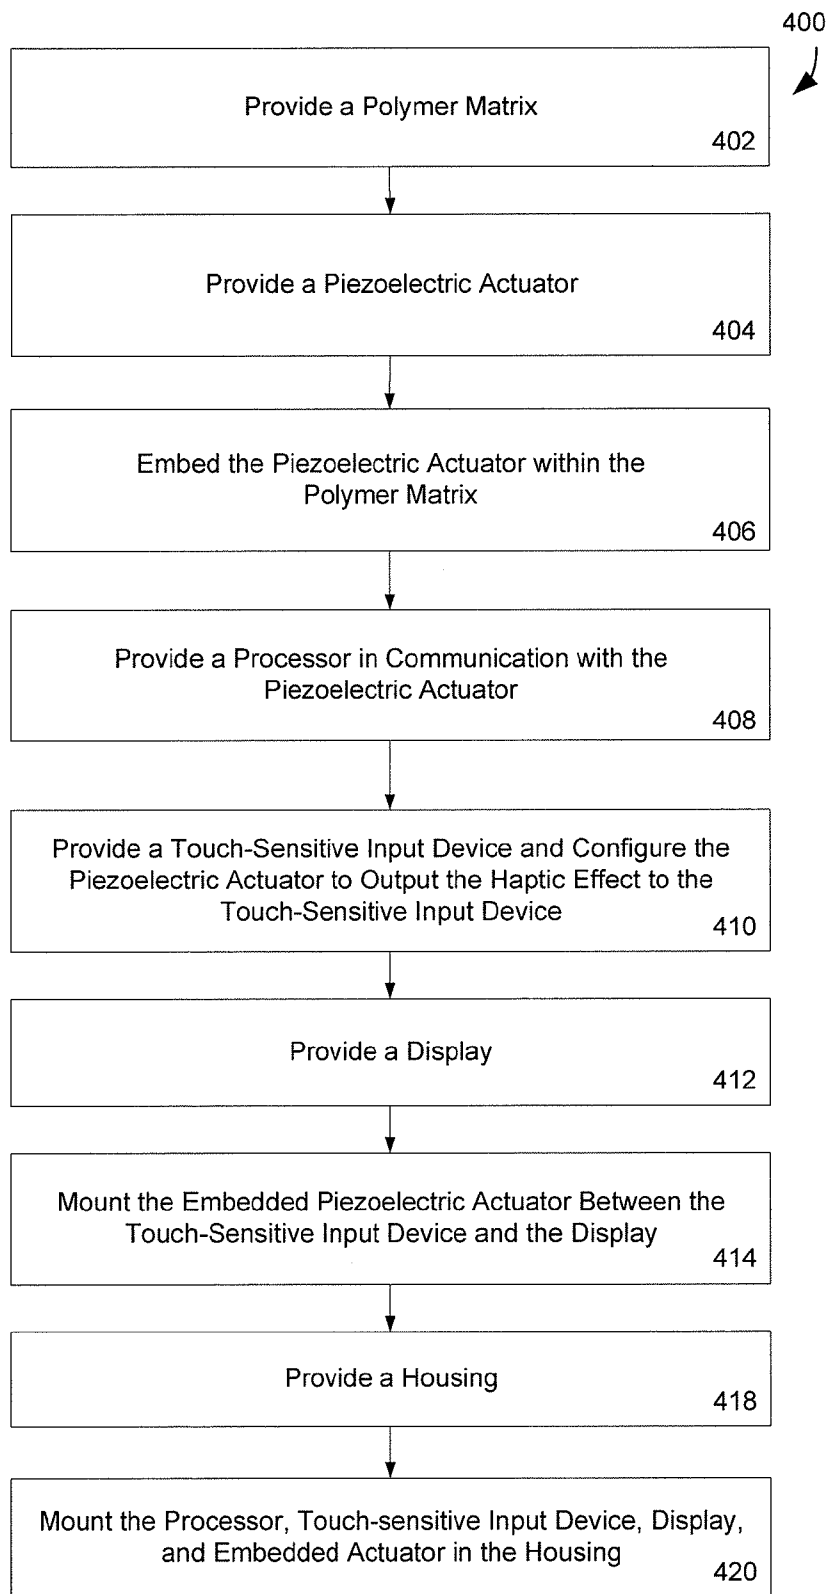 400
Provide a Polymer Matrix
402
Provide a Piezoelectric Actuator
404
Embed the Piezoelectric Actuator within the
Polymer Matrix
406
Provide a Processor in Communication with the
Piezoelectric Actuator
408
Provide a Touch-Sensitive Input Device and Configure the
Piezoelectric Actuator to Output the Haptic Effect to the
Touch-Sensitive Input Device
410
Provide a Display
412
Mount the Embedded Piezoelectric Actuator Between the
Touch-Sensitive Input Device and the Display
414
Provide a Housing
418
Mount the Processor, Touch-sensitive Input Device, Display,
and Embedded Actuator in the Housing
420